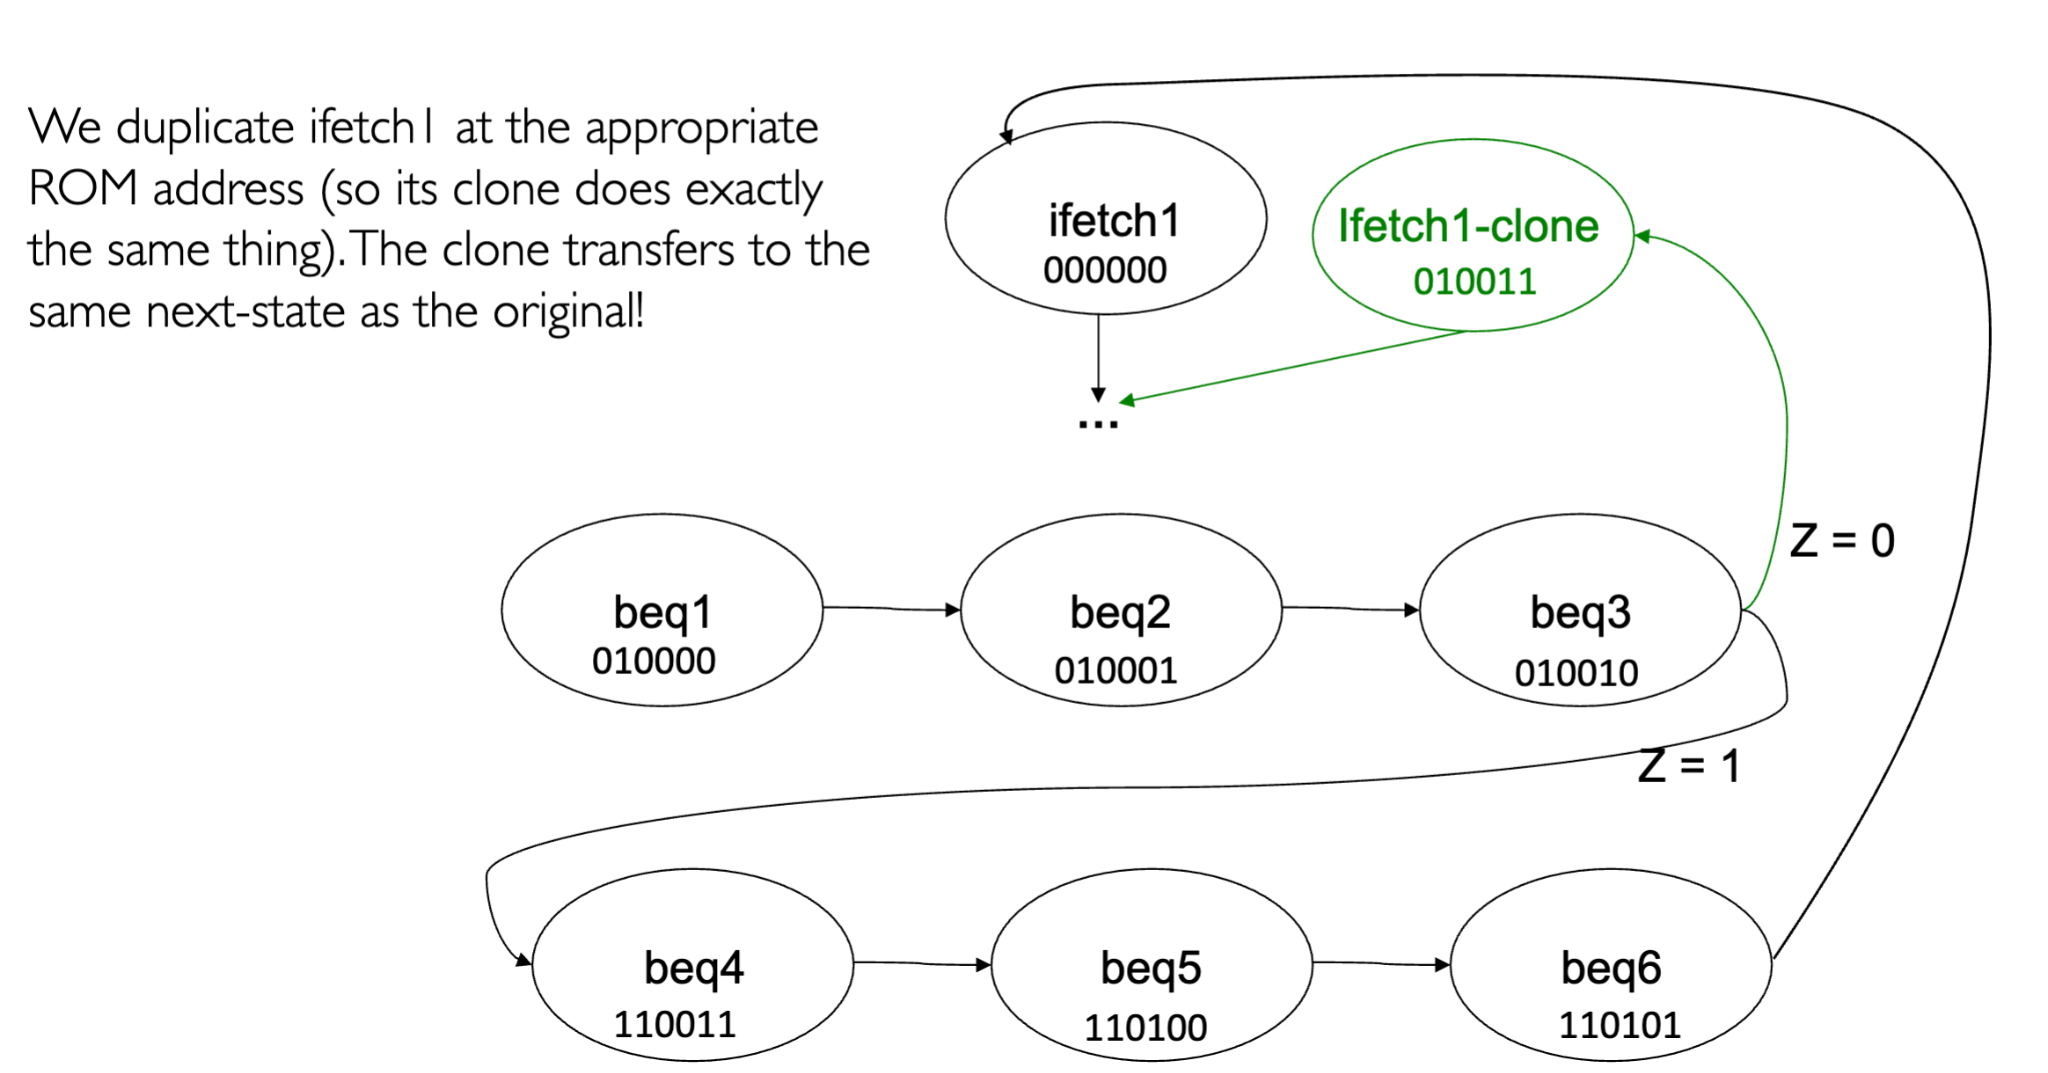 We duplicate ifetch1 at the appropriate
ROM address (so its clone does exactly
the same thing). The clone transfers to the
same next-state as the original!
ifetch1
000000
Ifetch1-clone
010011
...
Z = 0
beq1
010000
beq2
010001
beq3
010010
Z = 1
beq4
110011
beq5
110100
beq6
110101